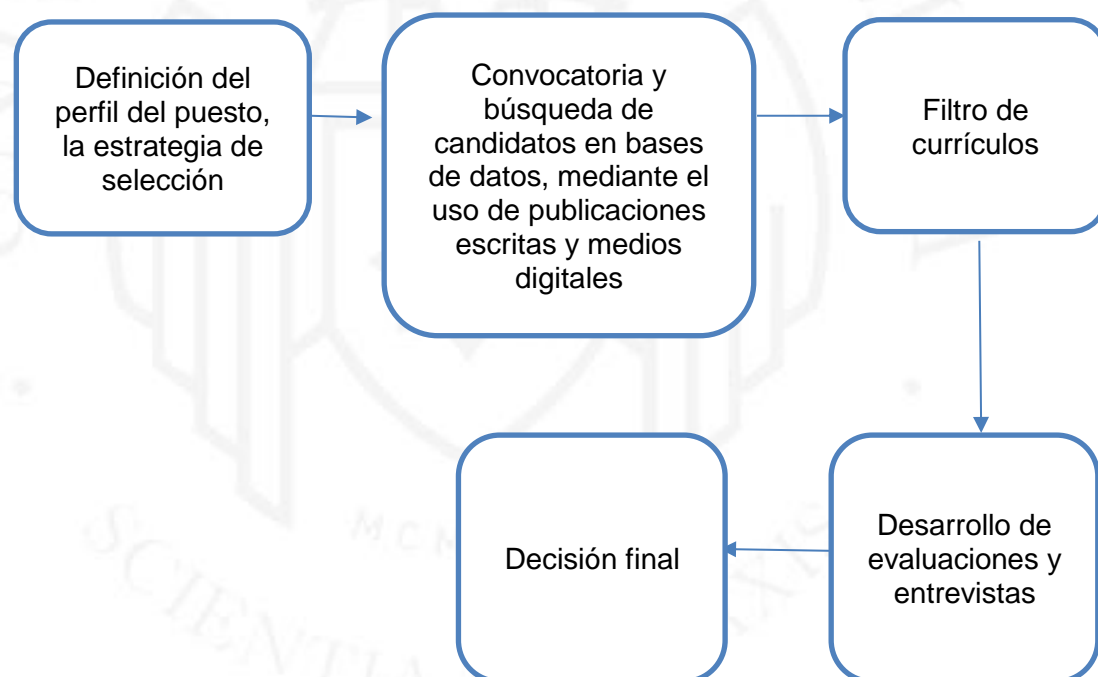 Definición del
perfil del puesto,
la estrategia de
selección
Convocatoria y
búsqueda de
candidatos en bases
de datos, mediante el
uso de publicaciones
escritas y medios
digitales
Filtro de
currículos
Desarrollo de
evaluaciones y
entrevistas
Decisión final